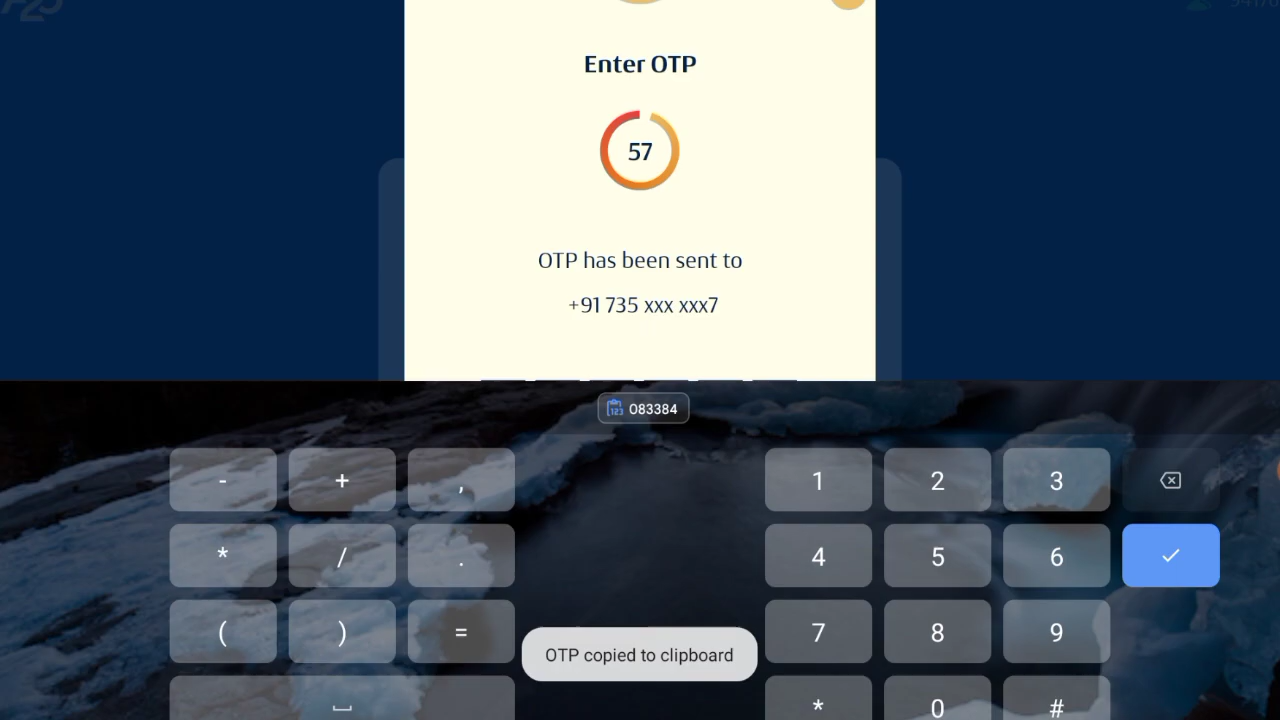 Enter OTP
57
OTP has been sent to
+91 735 xxx xxx7
083384
- + , 1 2 3
* / . 4 5 6
( ) = 7 8 9
OTP copied to clipboard
* 0 #